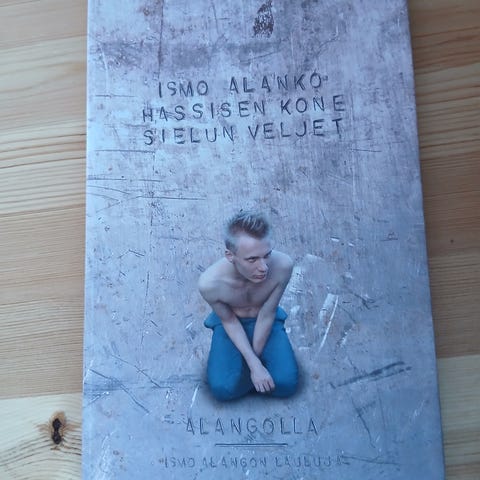 ISMO ALANKO
HASSISEN KONE
SIELUN VELJET
ALANGOLLA
ISMO ALANGON LAULUJA